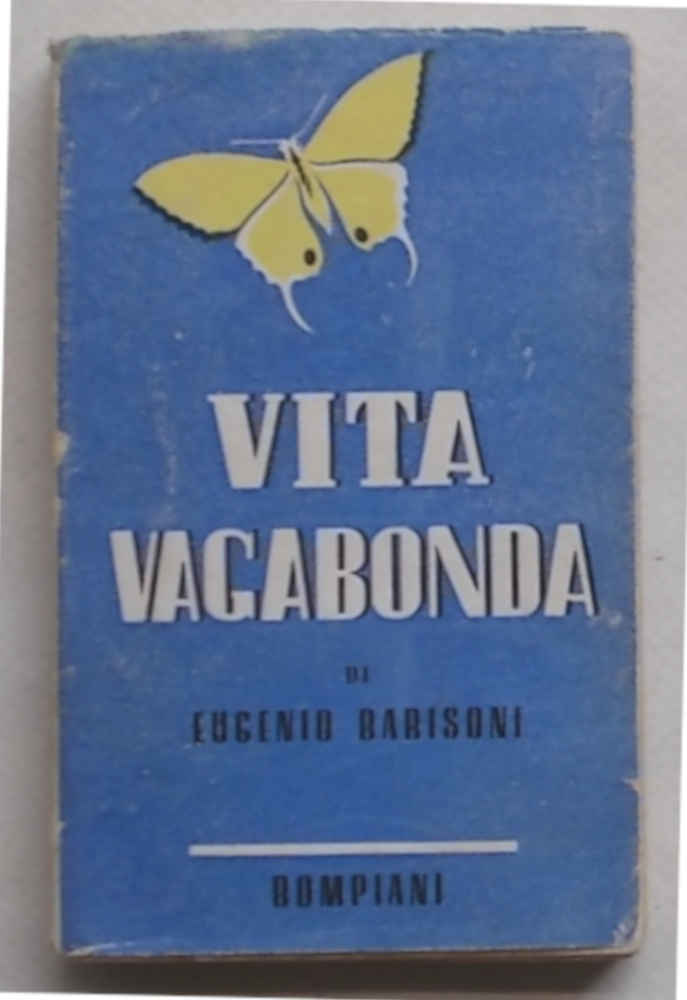 VITA
VAGABONDA
DI
EUGENIO BARISONI
BOMPIANI